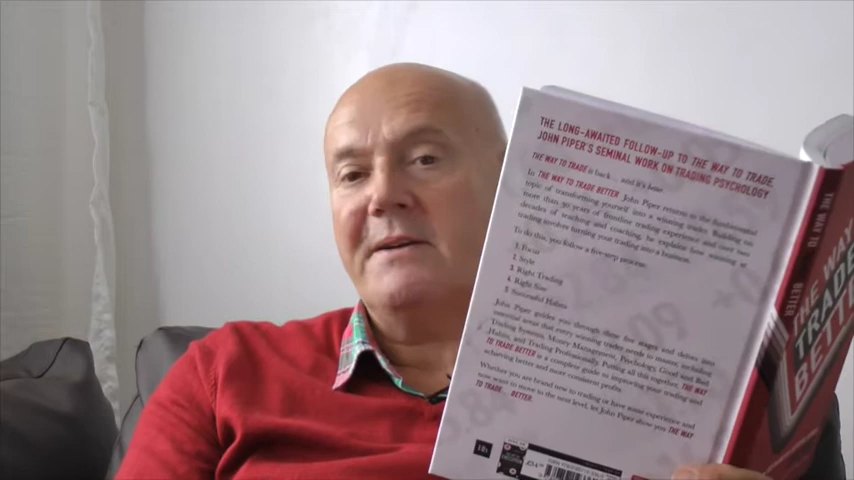 THE LONG-AWAITED FOLLOW-UP TO THE WAY TO TRADE,
JOHN PIPER'S SEMINAL WORK ON TRADING PSYCHOLOGY
THE WAY TO TRADE is back... and it's better!
In THE WAY TO TRADE BETTER John Piper returns to the fundamental
topic of transforming yourself into a winning trader. Building on
more than 30 years of frontline trading experience and over two
decades of teaching and coaching, he explains how winning at
trading involves turning your trading into a business.
To do this, you follow a five-step process:
1. Focus
2. Style
3. Right Trading
4. Right Size
5. Successful Habits
John Piper guides you through these five stages and delves into
essential areas that every winning trader needs to master, including:
Trading Systems, Money Management, Psychology, Good and Bad
Habits, and Trading Professionally. Putting all this together, THE WAY
TO TRADE BETTER is a complete guide to improving your trading and
achieving better and more consistent profits.
Whether you are brand new to trading or have some experience and
now want to move to the next level, let John Piper show you THE WAY
TO TRADE... BETTER.
THE WAY TO
TRADE
BETTER
THE WAY TO
BETTER